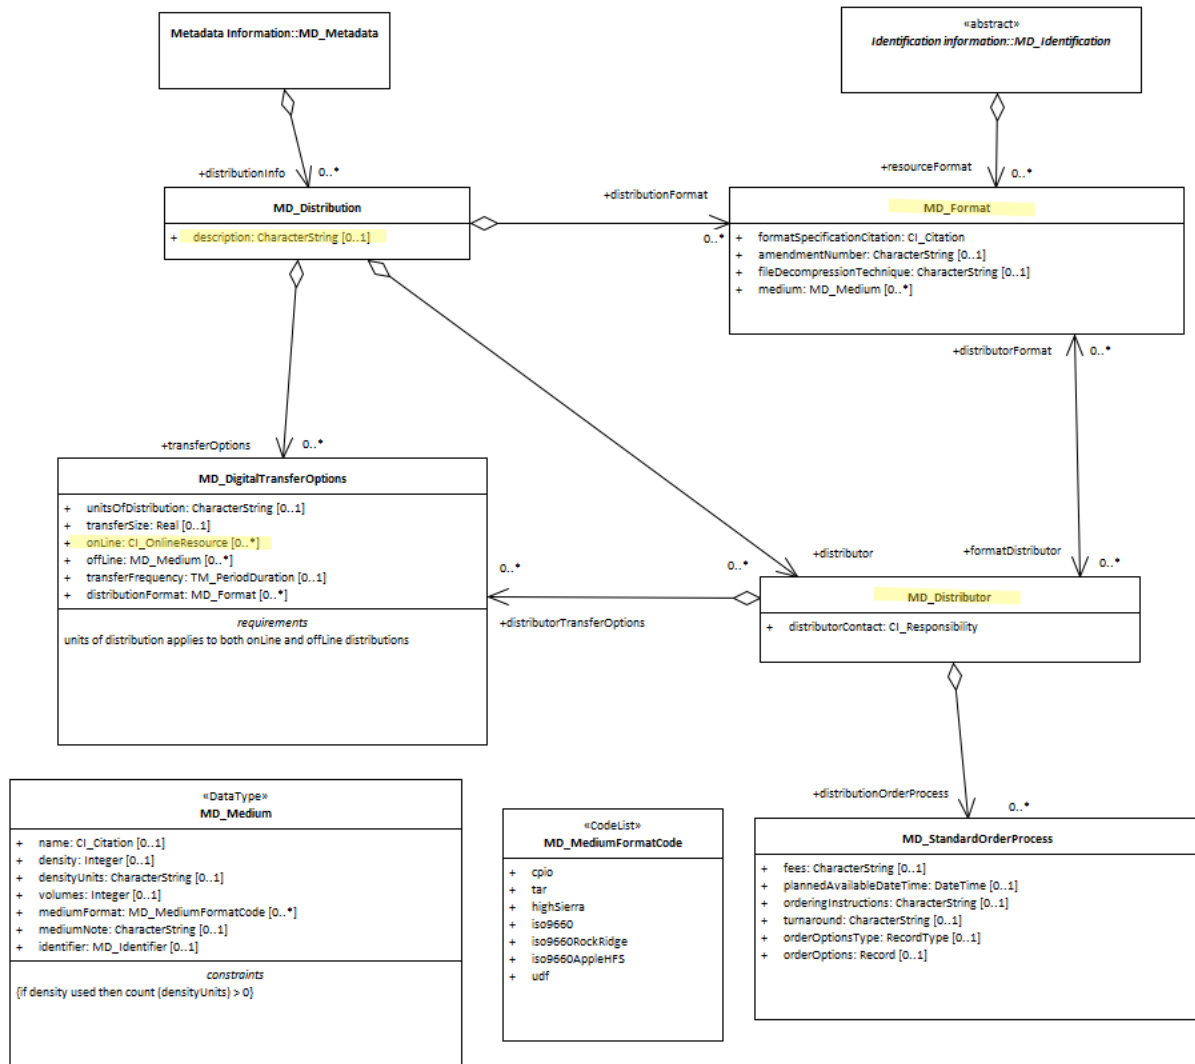 Metadata Information::MD_Metadata
«abstract»
Identification information::MD_Identification
+distributionInfo
0..*
+resourceFormat
0..*
MD_Distribution
+ description: CharacterString [0..1]
+distributionFormat
0..*
MD_Format
+ formatSpecificationCitation: CI_Citation
+ amendmentNumber: CharacterString [0..1]
+ fileDecompressionTechnique: CharacterString [0..1]
+ medium: MD_Medium [0..*]
+distributorFormat
0..*
+transferOptions
0..*
MD_DigitalTransferOptions
+ unitsOfDistribution: CharacterString [0..1]
+ transferSize: Real [0..1]
+ onLine: CI_OnlineResource [0..*]
+ offLine: MD_Medium [0..*]
+ transferFrequency: TM_PeriodDuration [0..1]
+ distributionFormat: MD_Format [0..*]
requirements
units of distribution applies to both onLine and offLine distributions
0..*
+distributorTransferOptions
+distributor
0..*
+formatDistributor
0..*
MD_Distributor
+ distributorContact: CI_Responsibility
+distributionOrderProcess
0..*
«DataType»
MD_Medium
+ name: CI_Citation [0..1]
+ density: Integer [0..1]
+ densityUnits: CharacterString [0..1]
+ volumes: Integer [0..1]
+ mediumFormat: MD_MediumFormatCode [0..*]
+ mediumNote: CharacterString [0..1]
+ identifier: MD_Identifier [0..1]
constraints
{if density used then count (densityUnits) > 0}
«CodeList»
MD_MediumFormatCode
+ cpio
+ tar
+ highSierra
+ iso9660
+ iso9660RockRidge
+ iso9660AppleHFS
+ udf
MD_StandardOrderProcess
+ fees: CharacterString [0..1]
+ plannedAvailableDateTime: DateTime [0..1]
+ orderingInstructions: CharacterString [0..1]
+ turnaround: CharacterString [0..1]
+ orderOptionsType: RecordType [0..1]
+ orderOptions: Record [0..1]